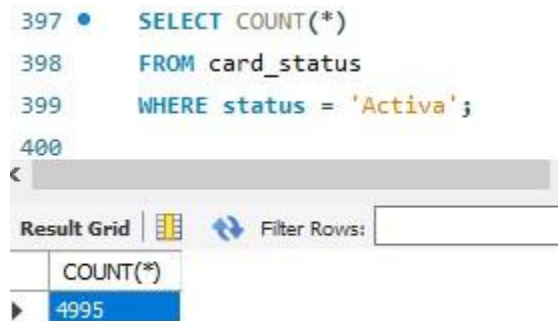 397 SELECT COUNT(*)
398 FROM card_status
399 WHERE status = 'Activa';
400
Result Grid Filter Rows:
COUNT(*)
4995